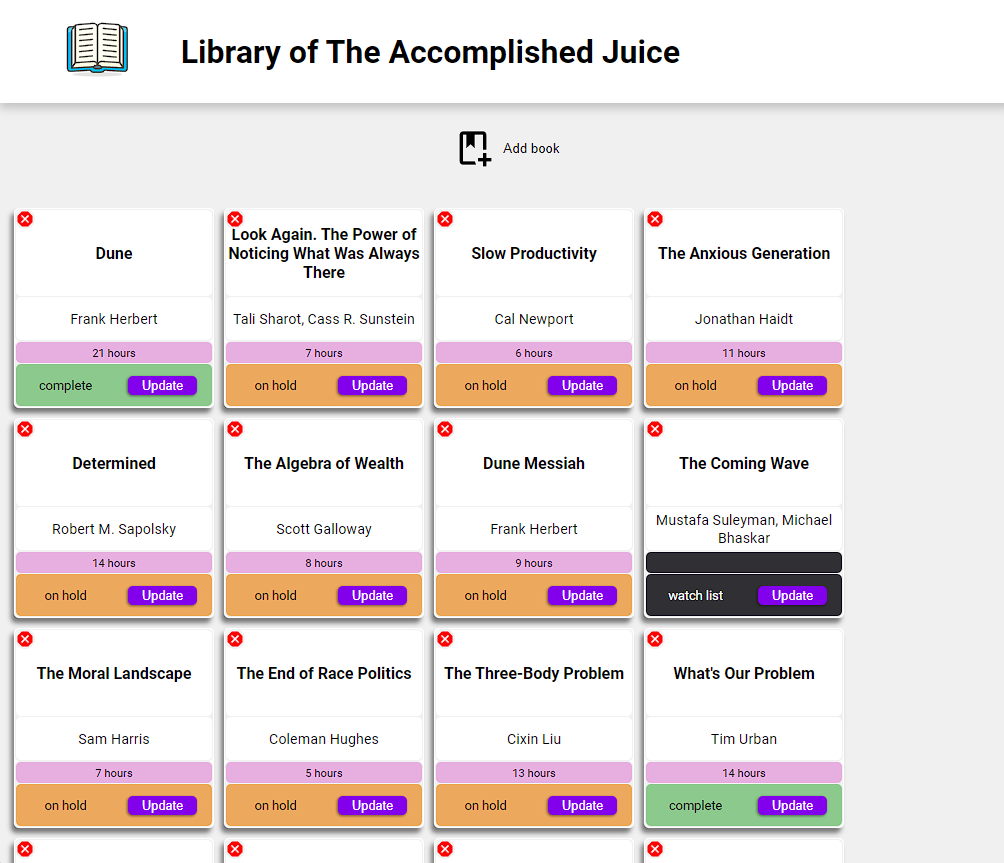 Library of The Accomplished Juice
Add book
Dune
Frank Herbert
21 hours
complete
Update
Look Again. The Power of
Noticing What Was Always
There
Tali Sharot, Cass R. Sunstein
7 hours
on hold
Update
Slow Productivity
Cal Newport
6 hours
on hold
Update
The Anxious Generation
Jonathan Haidt
11 hours
on hold
Update
Determined
Robert M. Sapolsky
14 hours
on hold
Update
The Algebra of Wealth
Scott Galloway
8 hours
on hold
Update
Dune Messiah
Frank Herbert
9 hours
on hold
Update
The Coming Wave
Mustafa Suleyman, Michael
Bhaskar
watch list
Update
The Moral Landscape
Sam Harris
7 hours
on hold
Update
The End of Race Politics
Coleman Hughes
5 hours
on hold
Update
The Three-Body Problem
Cixin Liu
13 hours
on hold
Update
What's Our Problem
Tim Urban
14 hours
complete
Update